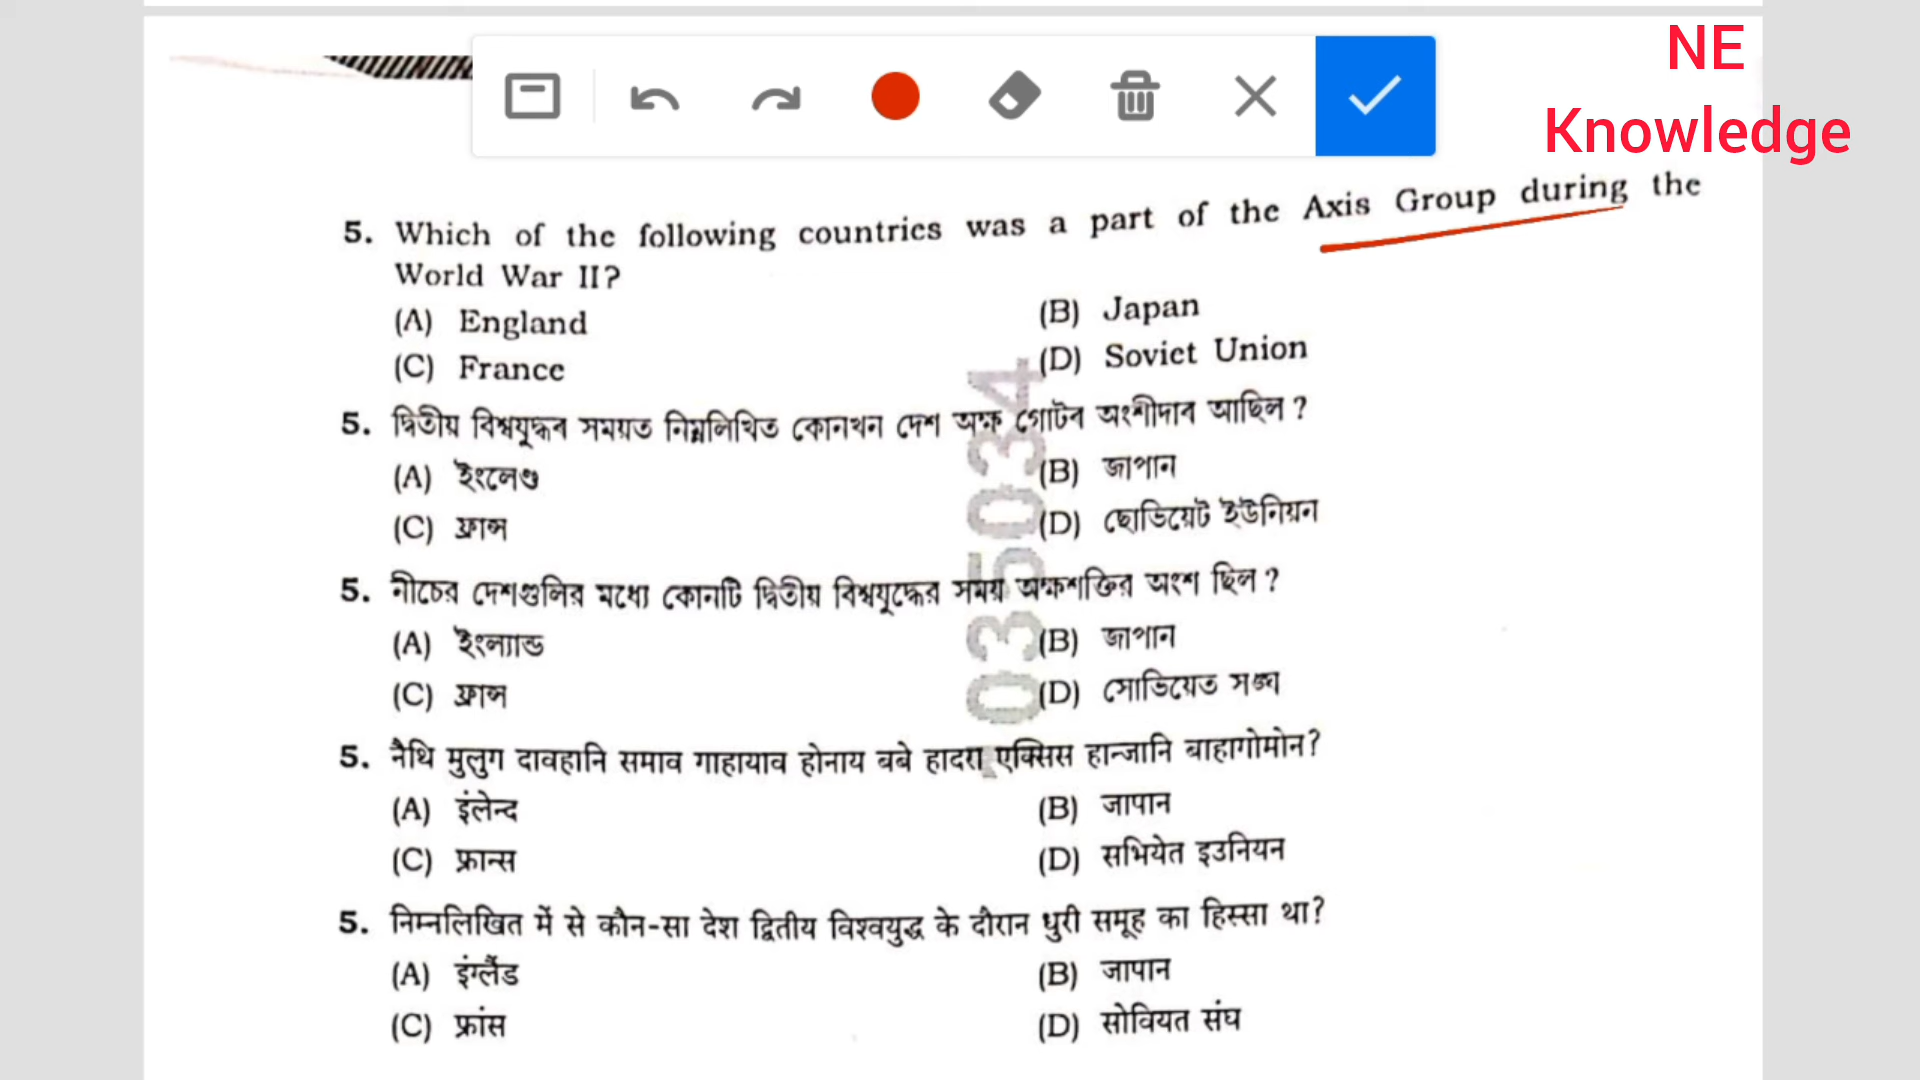 NE
Knowledge
5. Which of the following countries was a part of the Axis Group during the
World War II?
(A) England
(B) Japan
(C) France
(D) Soviet Union
5. দ্বিতীয় বিশ্বযুদ্ধৰ সময়ত নিম্নলিখিত কোনখন দেশ অক্ষ গোটৰ অংশীদাৰ আছিল ?
(A) ইংলেণ্ড
(B) জাপান
(C) ফ্রান্স
(D) ছোভিয়েট ইউনিয়ন
5. নীচের দেশগুলির মধ্যে কোনটি দ্বিতীয় বিশ্বযুদ্ধের সময় অক্ষশক্তির অংশ ছিল ?
(A) ইংল্যান্ড
(B) জাপান
(C) ফ্রান্স
(D) সোভিয়েত সঙ্ঘ
5. नैथि मुलुग दावहानि समाव गाहायाव होनाय बबे हादरा एक्सिस हान्जानि बाहागोमोन?
(A) इंलेन्द
(B) जापान
(C) फ्रान्स
(D) सभियेत इउनियन
5. निम्नलिखित में से कौन-सा देश द्वितीय विश्वयुद्ध के दौरान धुरी समूह का हिस्सा था?
(A) इंग्लैंड
(B) जापान
(C) फ्रांस
(D) सोवियत संघ
0350334